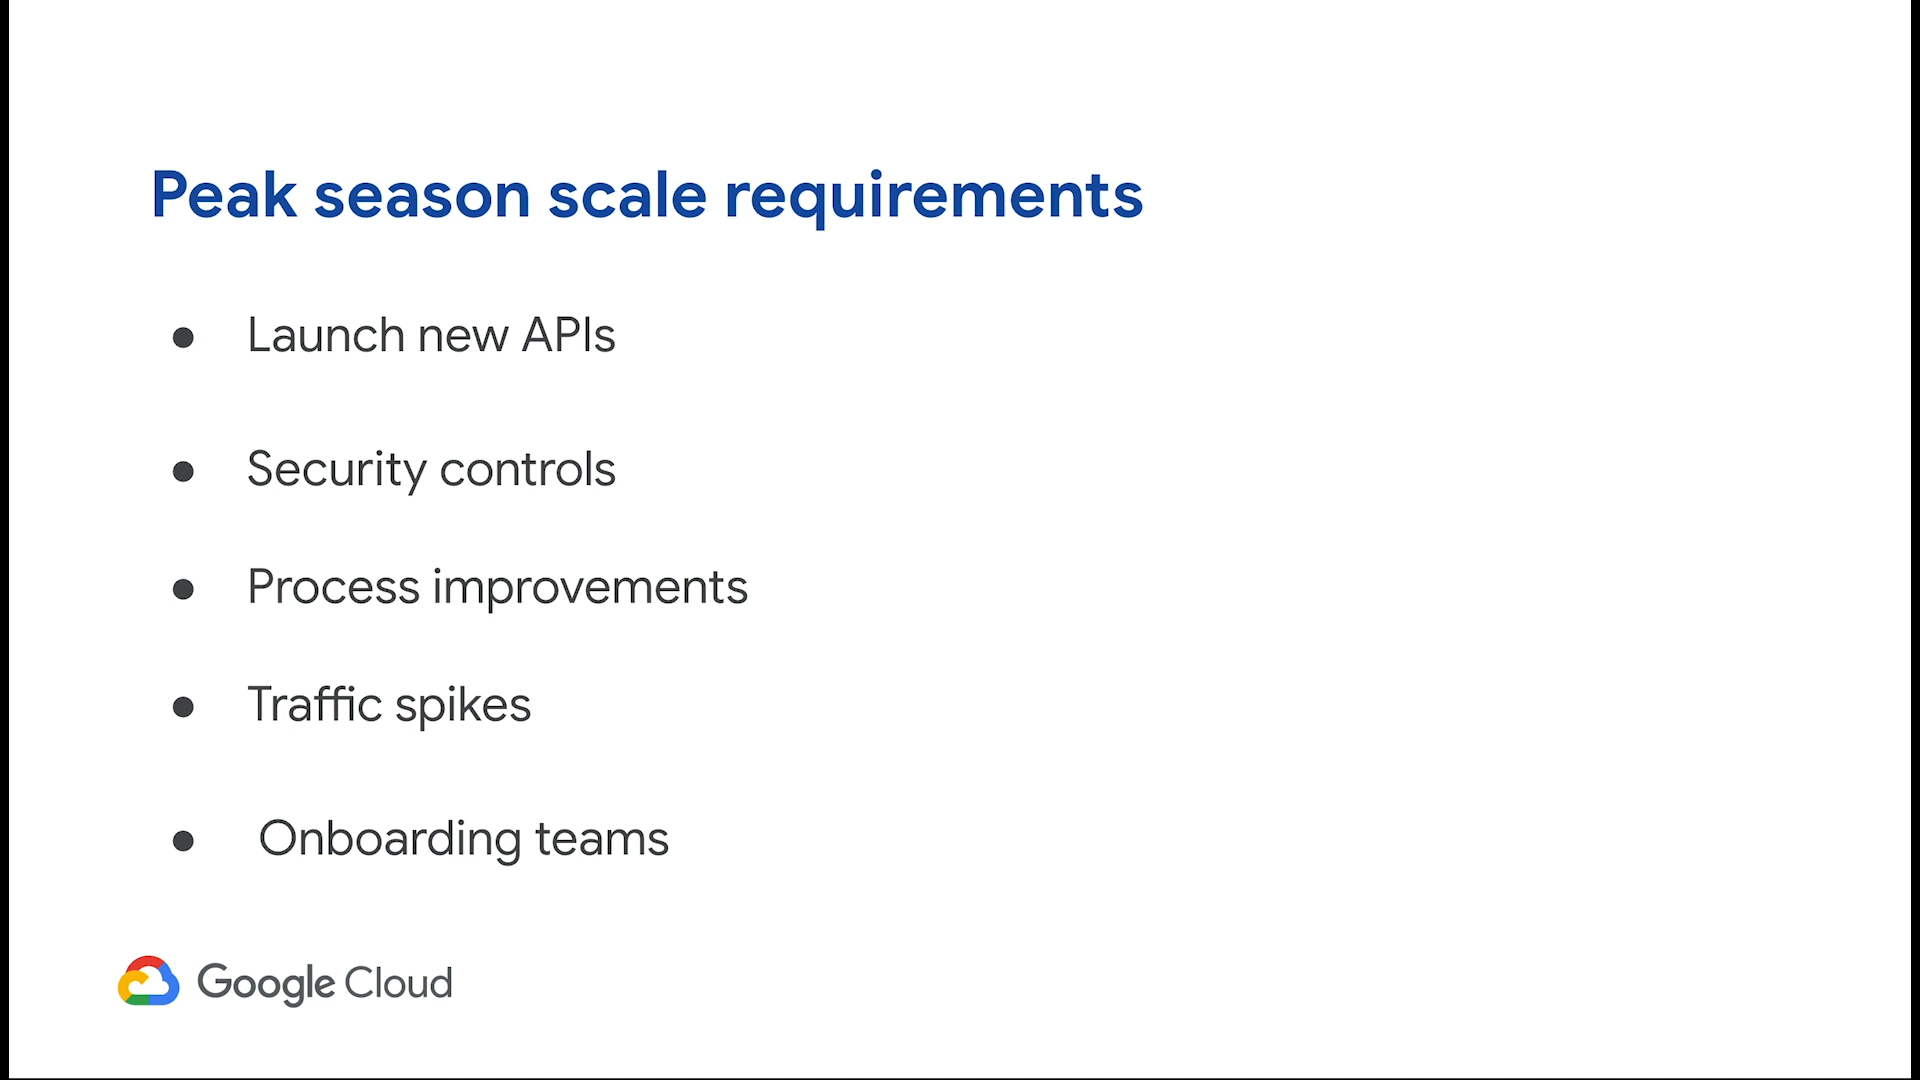 Peak season scale requirements
● Launch new APIs
● Security controls
● Process improvements
● Traffic spikes
● Onboarding teams
Google Cloud